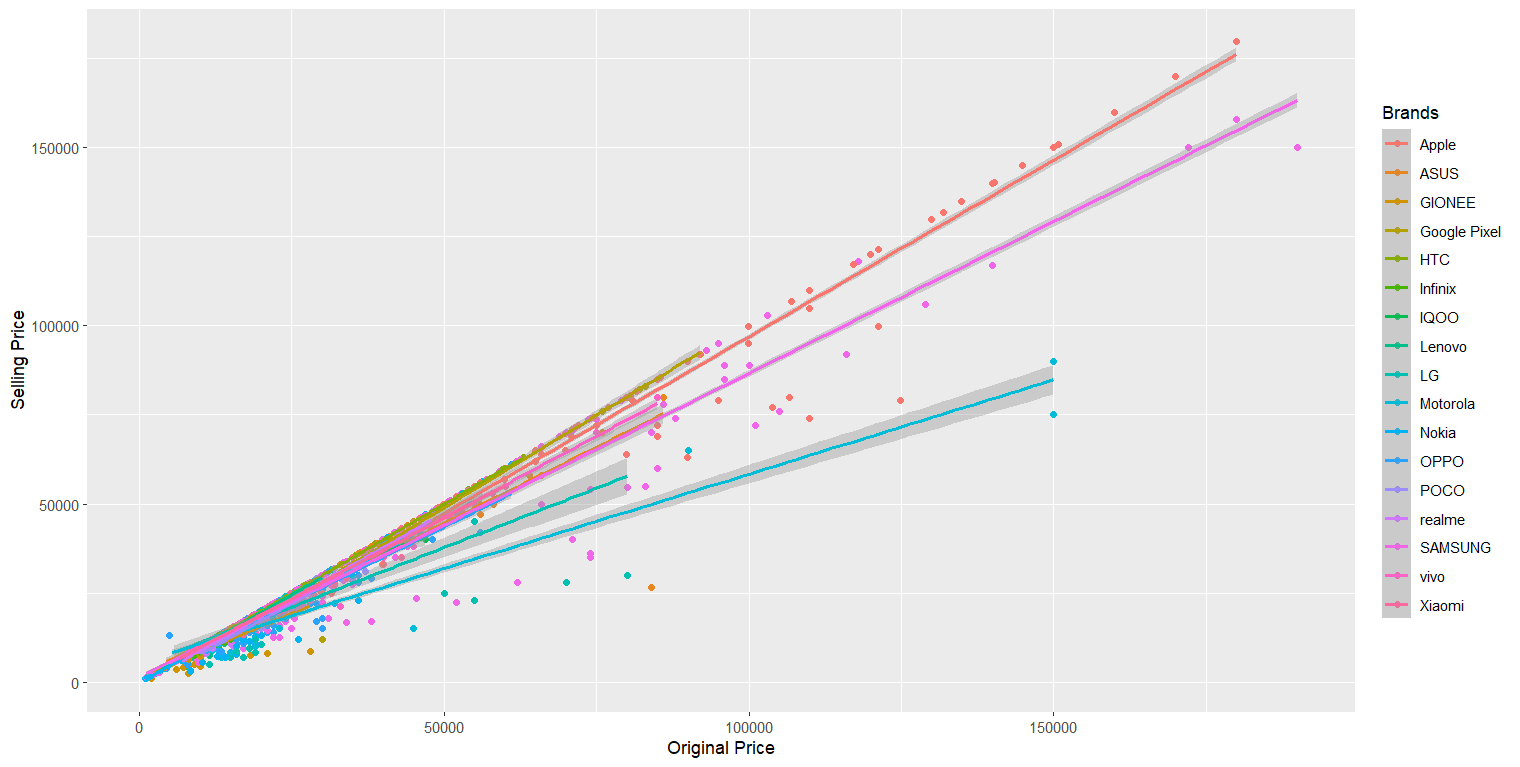 150000
100000
50000
0
Selling Price
0
50000
100000
150000
Original Price
Brands
Apple
ASUS
GIONEE
Google Pixel
HTC
Infinix
IQOO
Lenovo
LG
Motorola
Nokia
OPPO
POCO
realme
SAMSUNG
vivo
Xiaomi